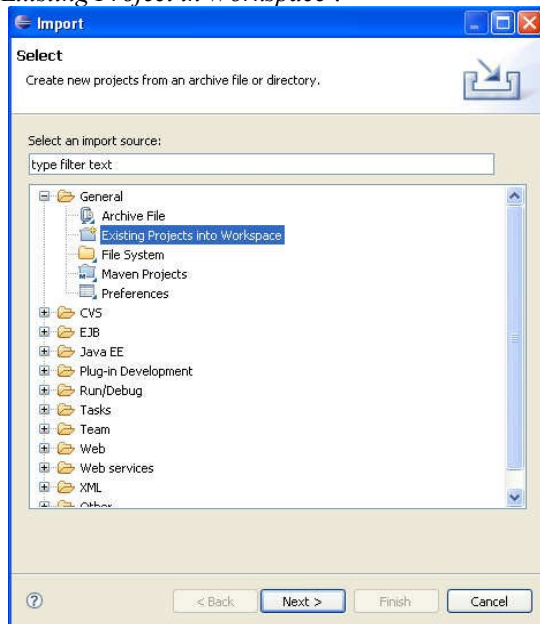 Existing Project in Workspace".
Import
Select
Create new projects from an archive file or directory.
Select an import source:
type filter text
General
Archive File
Existing Projects into Workspace
File System
Maven Projects
Preferences
CVS
EJB
Java EE
Plug-in Development
Run/Debug
Tasks
Team
Web
Web services
XML
Other
< Back Next > Finish Cancel